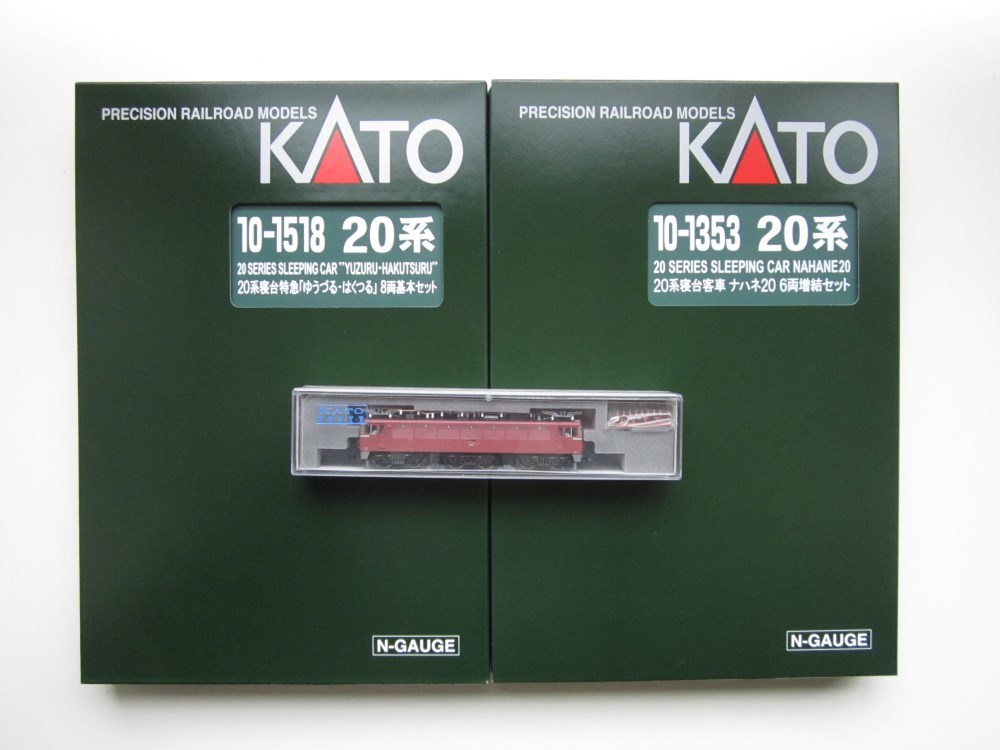 PRECISION RAILROAD MODELS
KATO
10-1518 20系
20 SERIES SLEEPING CAR "YUZURU・HAKUTSURU"
20系寝台特急「ゆうづる・はくつる」 8両基本セット
N-GAUGE
PRECISION RAILROAD MODELS
KATO
10-1353 20系
20 SERIES SLEEPING CAR NAHANE20
20系寝台客車 ナハネ20 6両増結セット
N-GAUGE
KATO